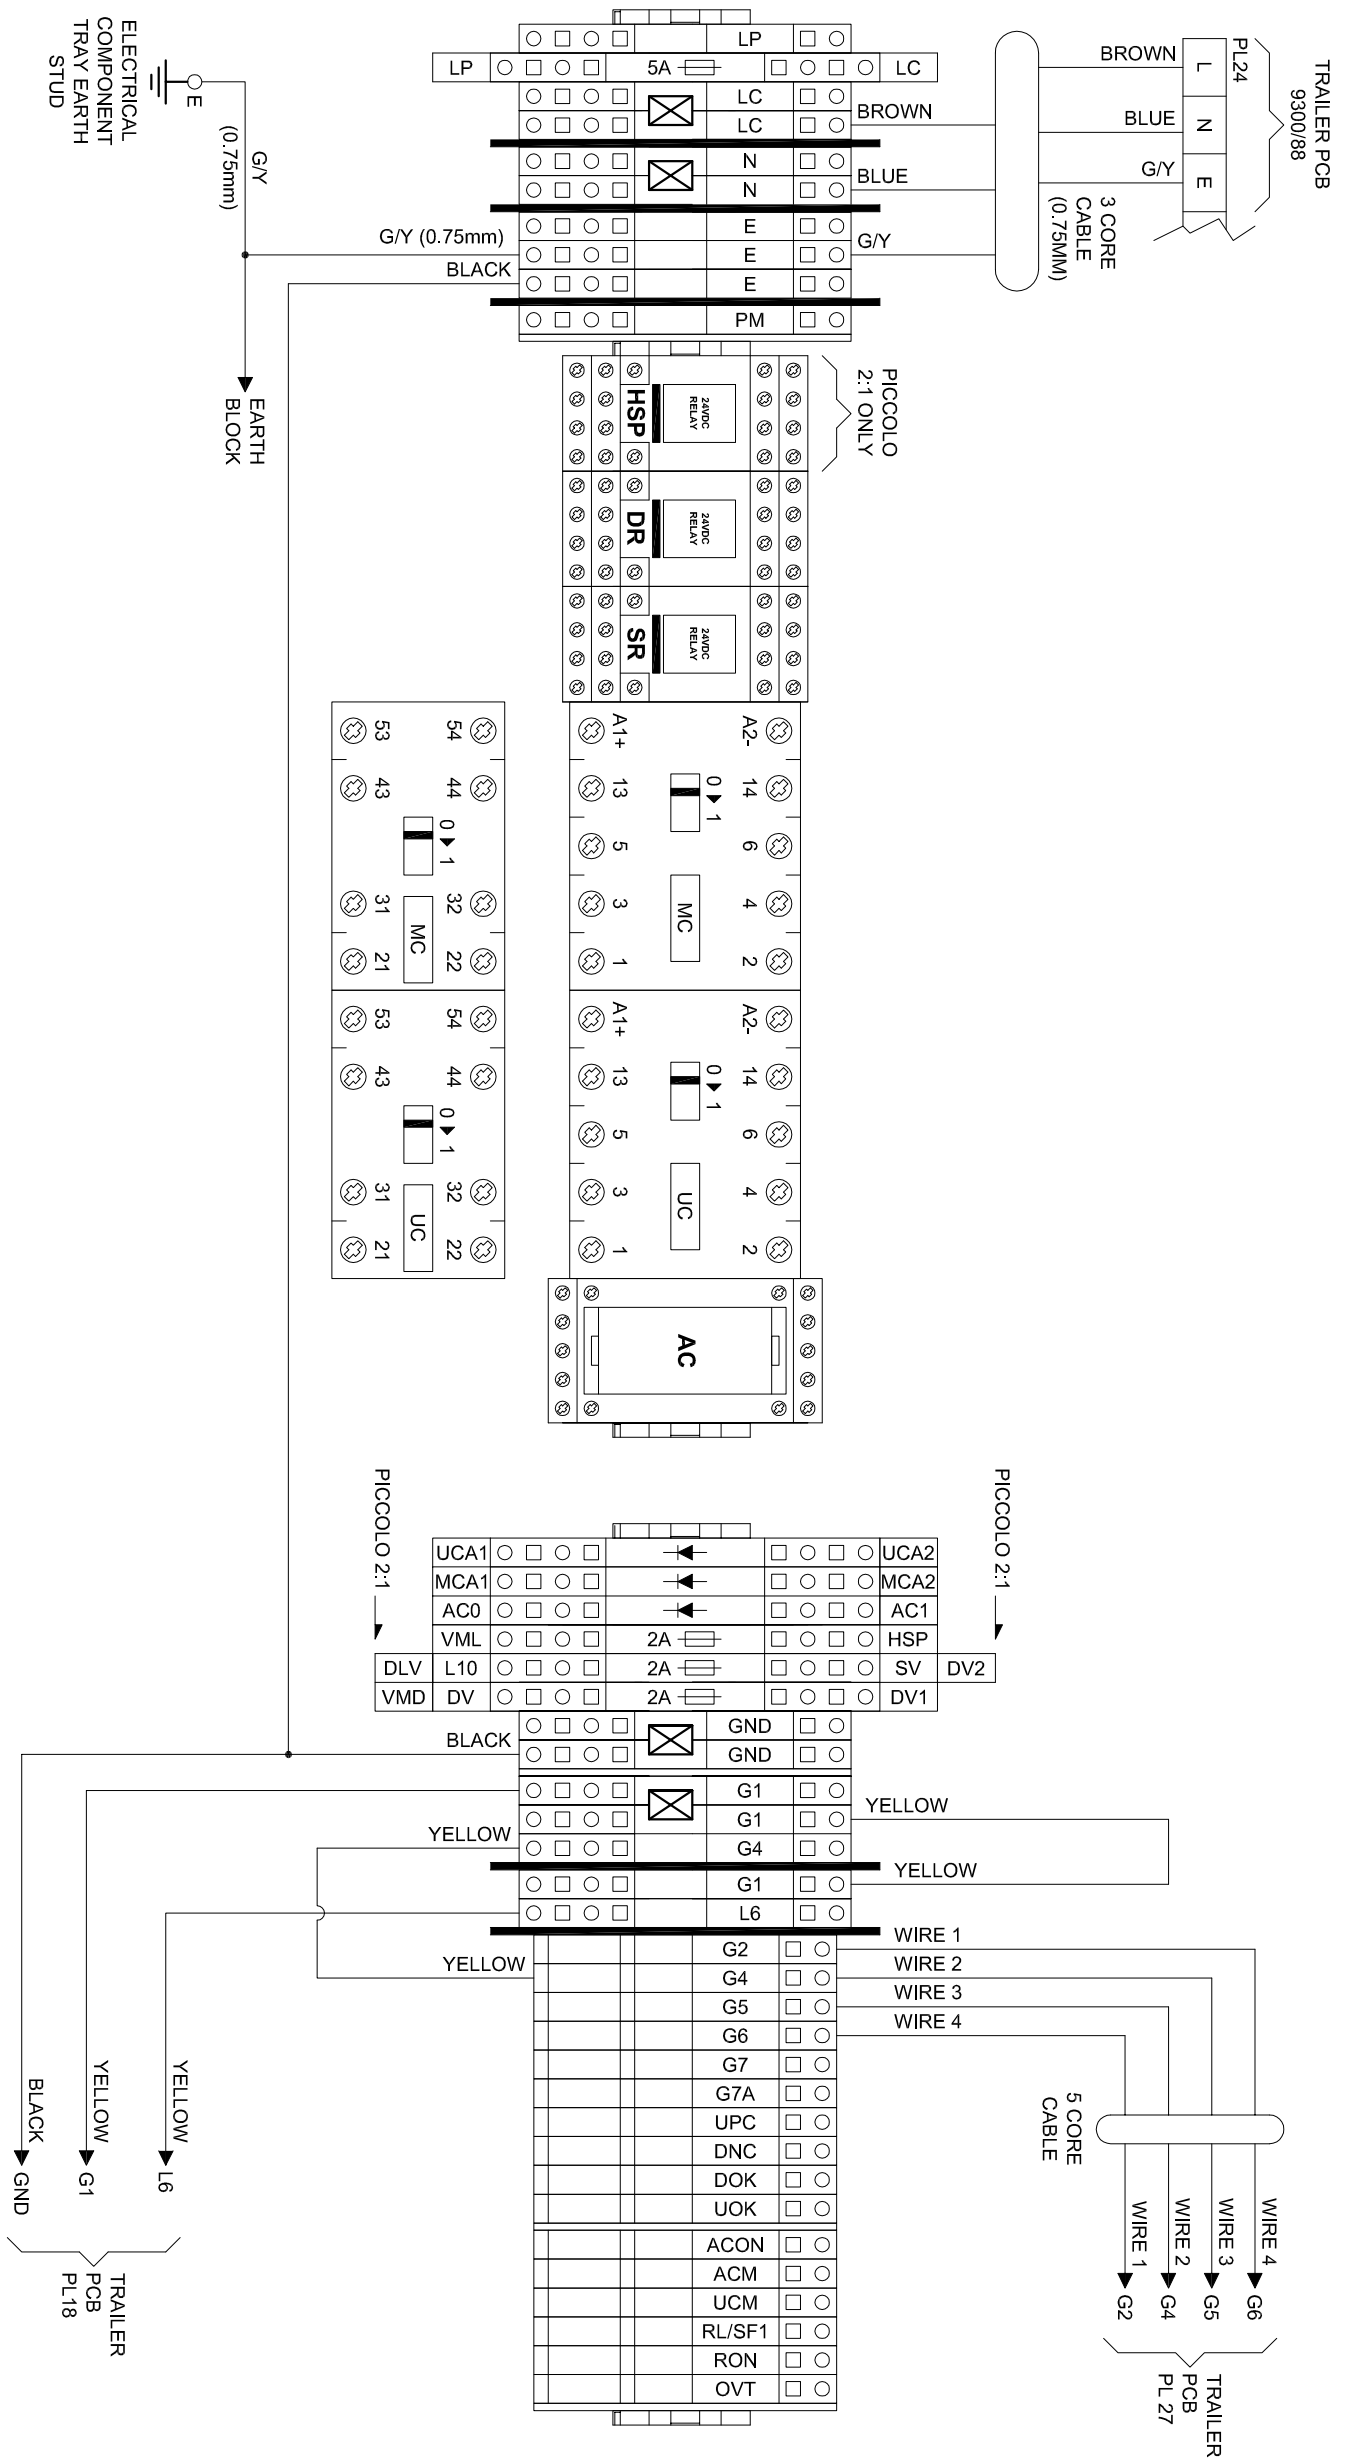 TRAILER PCB
9300/88
PL24
BROWN
L
BLUE
N
G/Y
E
3 CORE
CABLE
(0.75MM)
ELECTRICAL
COMPONENT
TRAY EARTH
STUD
E
G/Y
(0.75mm)
EARTH
BLOCK
LP
LP
5A
LC
LC
LC
BROWN
N
N
BLUE
E
G/Y (0.75mm)
E
G/Y
BLACK
E
PM
PICCOLO
2:1 ONLY
HSP
24VDC
RELAY
DR
24VDC
RELAY
SR
24VDC
RELAY
53
54
43
44
0
1
31
32
MC
21
22
53
54
43
44
0
1
31
32
UC
21
22
A1+
A2-
13
14
0
1
5
6
3
4
MC
1
2
A1+
A2-
13
14
0
1
5
6
3
4
UC
1
2
AC
PICCOLO 2:1
PICCOLO 2:1
UCA1
UCA2
MCA1
MCA2
AC0
AC1
VML
2A
HSP
DLV
L10
2A
SV
DV2
VMD
DV
2A
DV1
GND
BLACK
GND
G1
G1
YELLOW
YELLOW
G4
G1
YELLOW
L6
G2
WIRE 1
YELLOW
G4
WIRE 2
G5
WIRE 3
G6
WIRE 4
G7
G7A
UPC
DNC
DOK
UOK
ACON
ACM
UCM
RL/SF1
RON
OVT
5 CORE
CABLE
WIRE 4
G6
WIRE 3
G5
WIRE 2
G4
WIRE 1
G2
TRAILER
PCB
PL 27
YELLOW
L6
YELLOW
G1
BLACK
GND
TRAILER
PCB
PL18